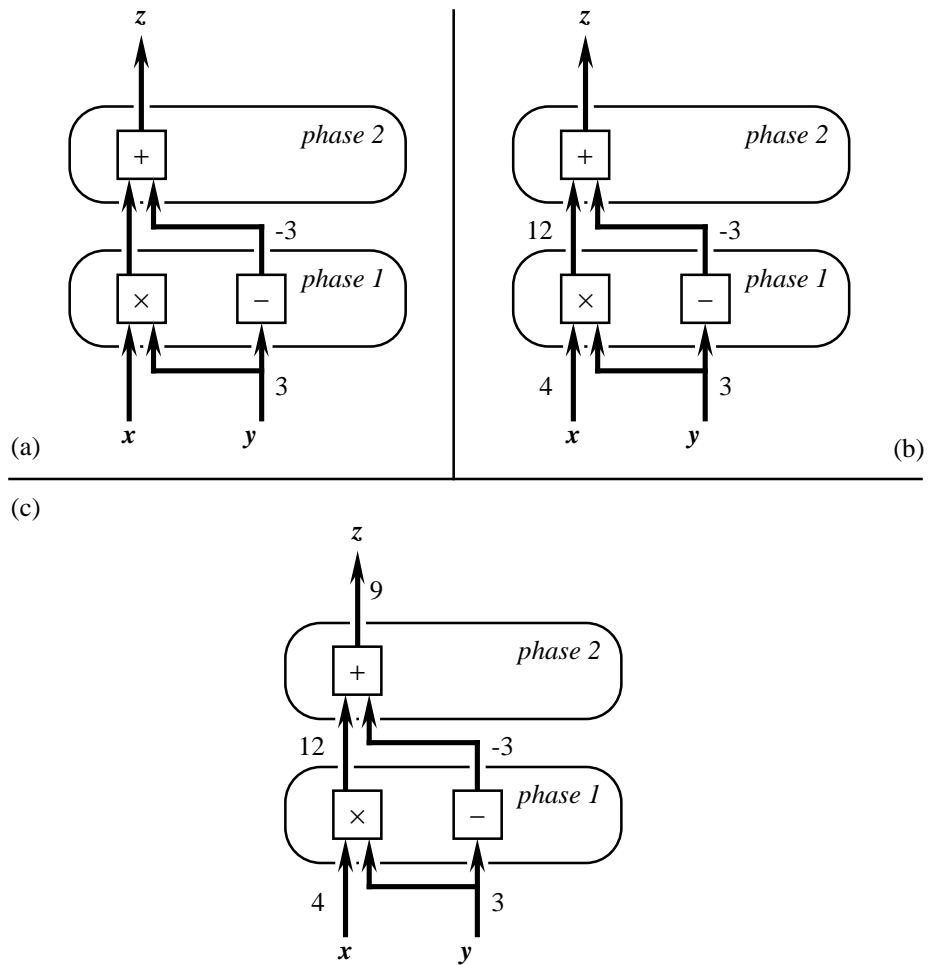 z
phase 2
+
-3
phase 1
× −
3
x y
(a)
z
phase 2
+
12 -3
phase 1
× −
4 3
x y
(b)
(c)
z
9
phase 2
+
12 -3
phase 1
× −
4 3
x y